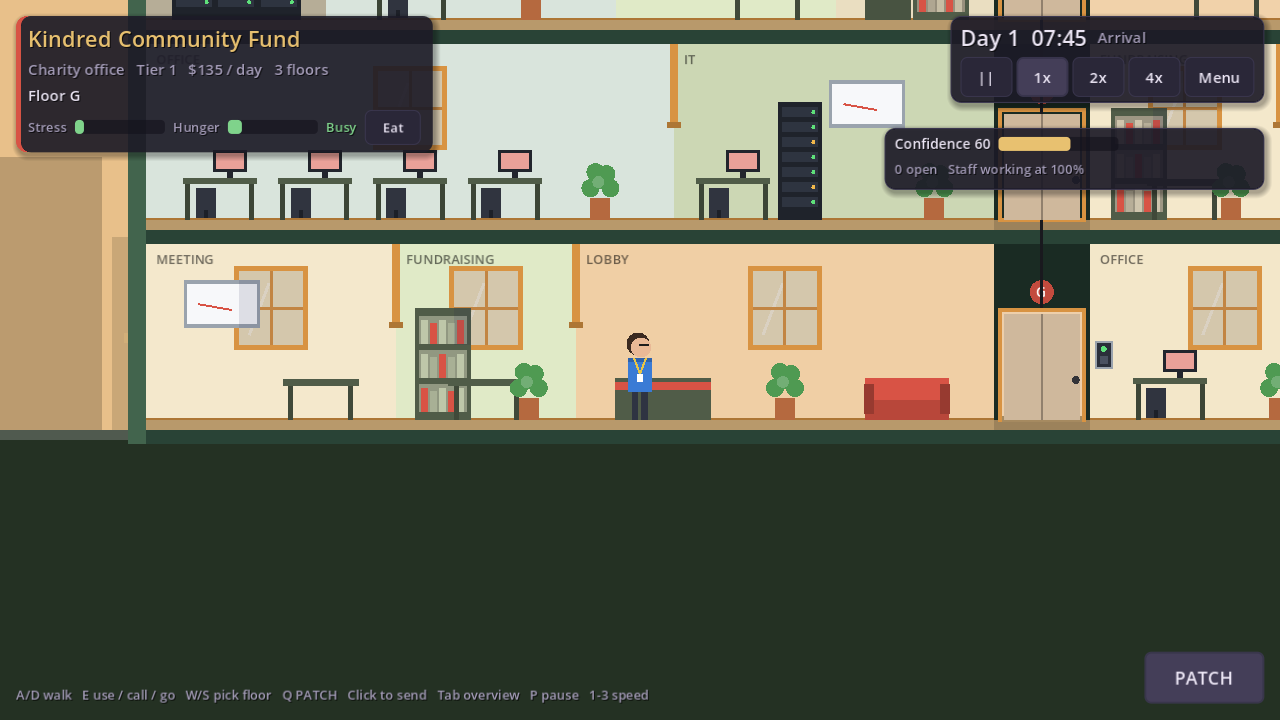 Kindred Community Fund
Charity office Tier 1 $135 / day 3 floors
Floor G
Stress Hunger Busy Eat
Day 1 07:45 Arrival
|| 1x 2x 4x Menu
Confidence 60
0 open Staff working at 100%
IT
MEETING
FUNDRAISING
LOBBY
OFFICE
G
A/D walk E use / call / go W/S pick floor Q PATCH Click to send Tab overview P pause 1-3 speed
PATCH